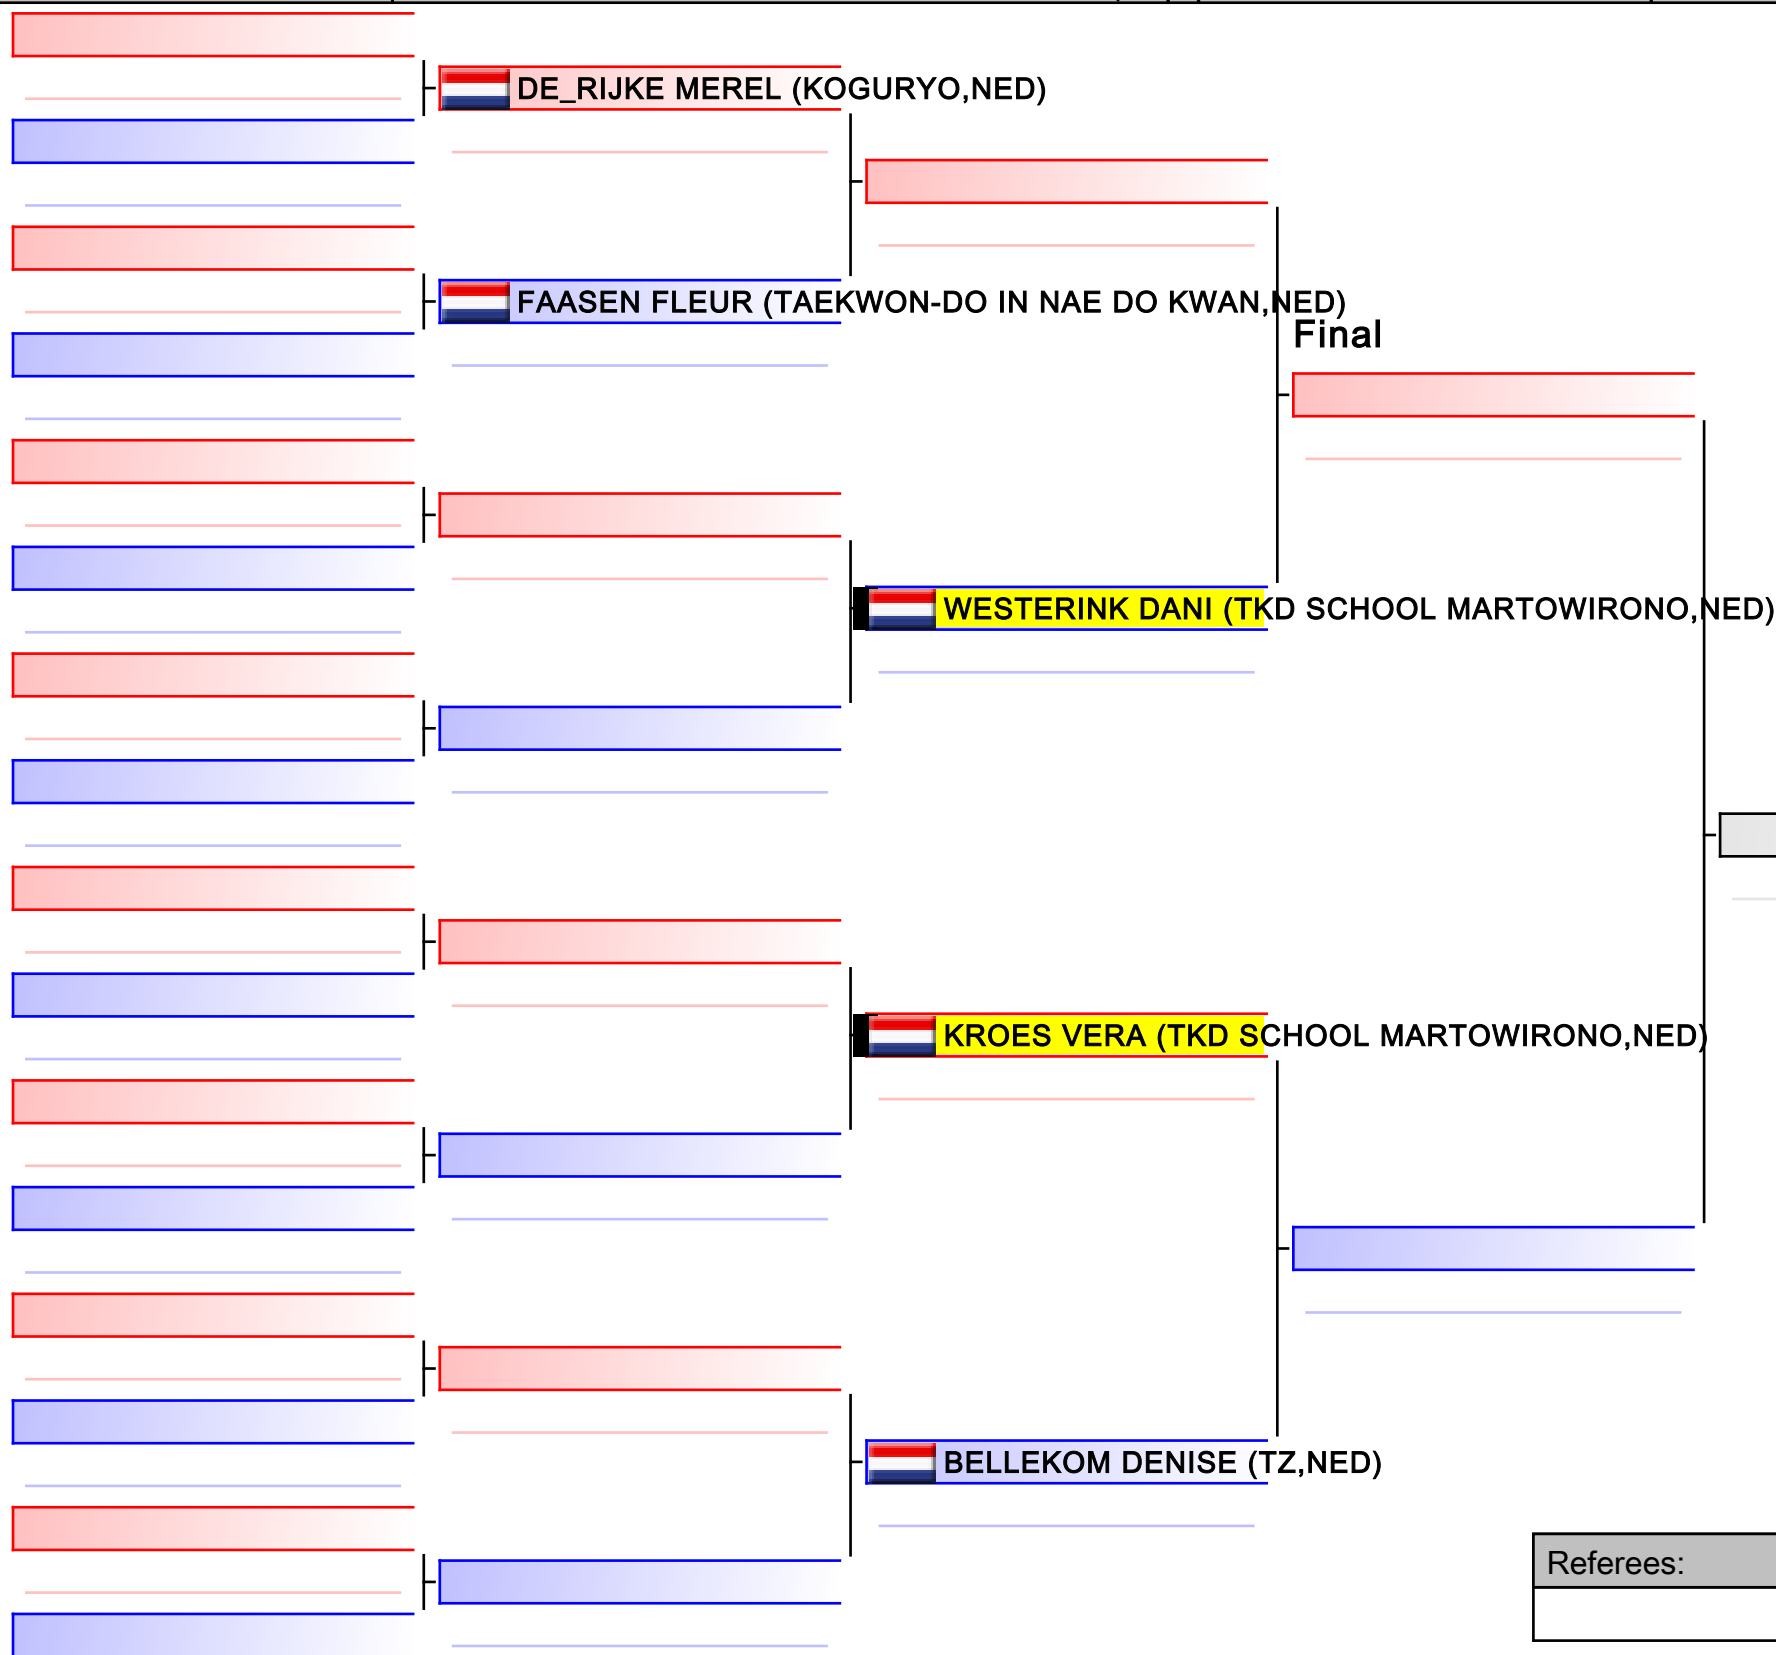 DE_RIJKE MEREL (KOGURYO,NED)
FAASEN FLEUR (TAEKWON-DO IN NAE DO KWAN,NED)
Final
WESTERINK DANI (TKD SCHOOL MARTOWIRONO,NED)
KROES VERA (TKD SCHOOL MARTOWIRONO,NED)
BELLEKOM DENISE (TZ,NED)
Referees: